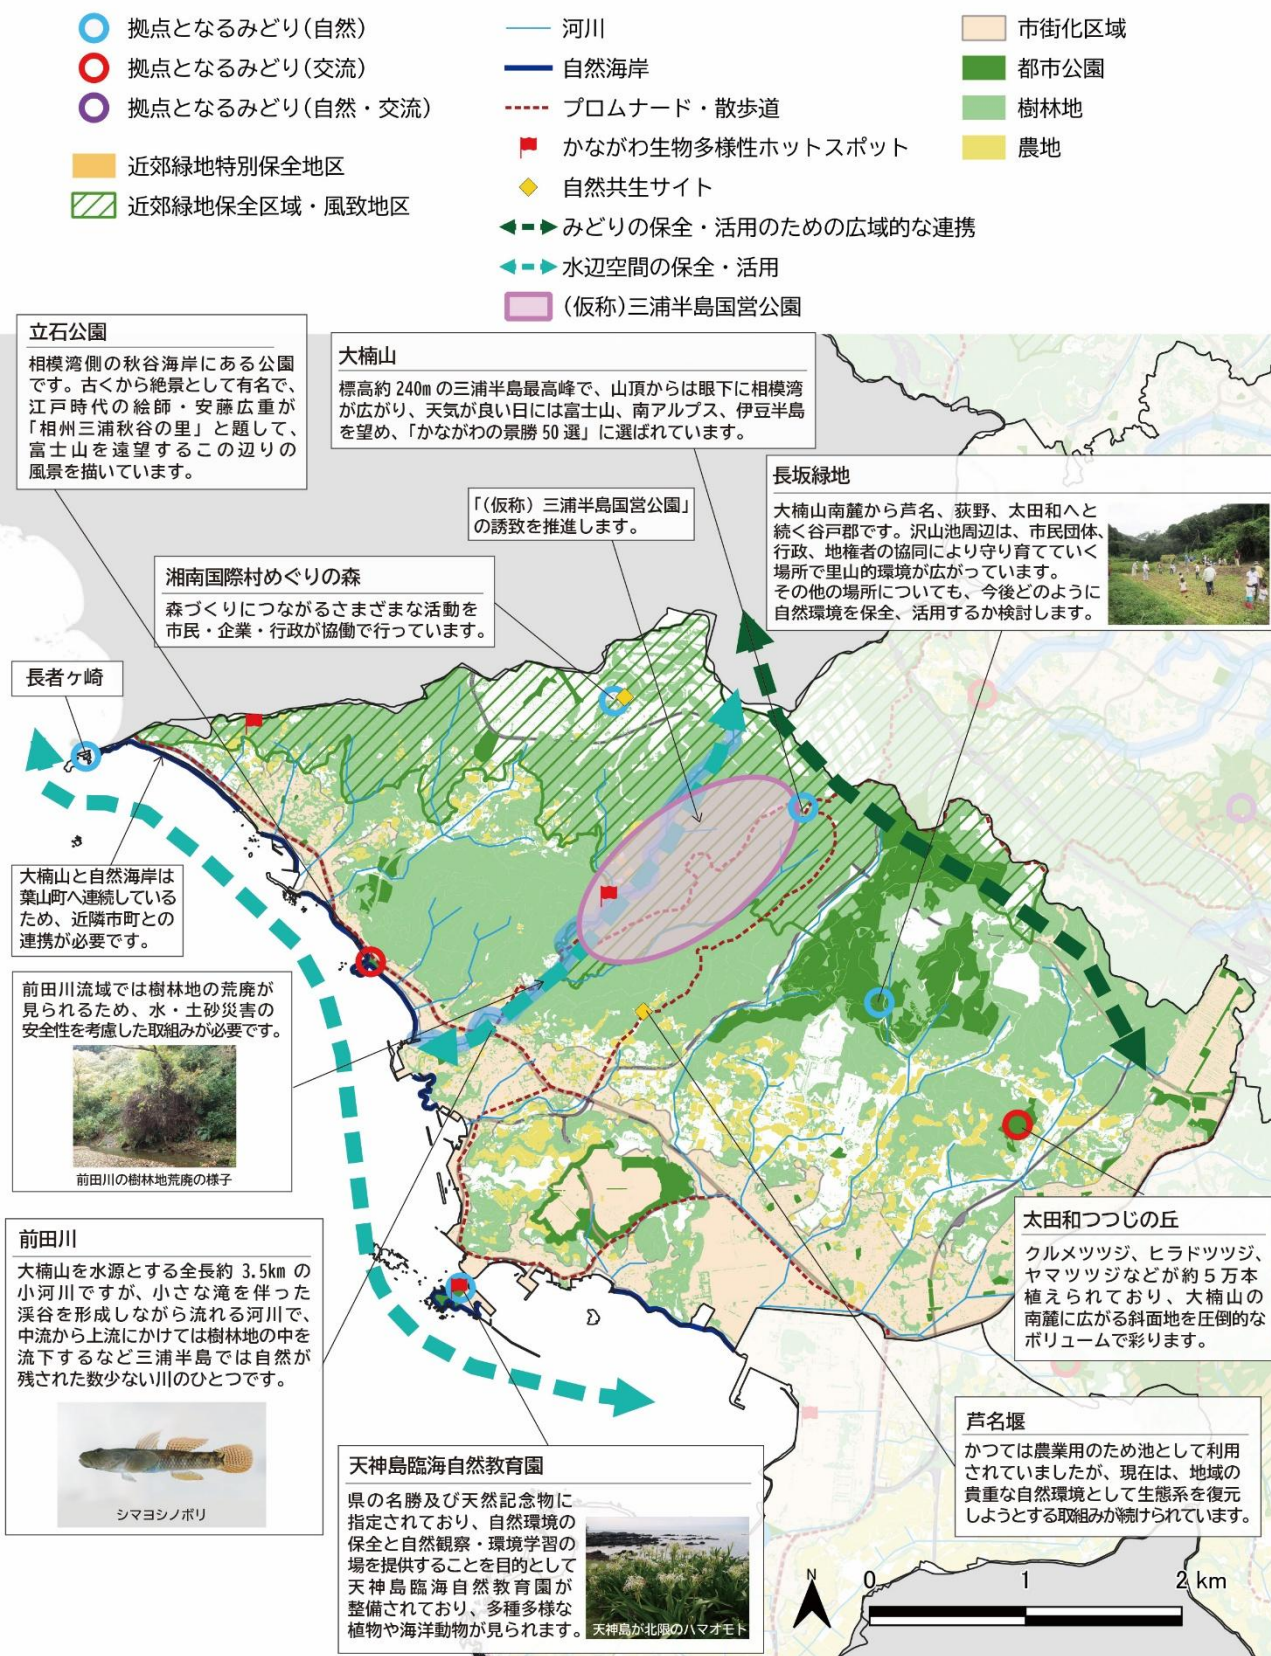 拠点となるみどり(自然)
拠点となるみどり(交流)
拠点となるみどり(自然・交流)
近郊緑地特別保全地区
近郊緑地保全区域・風致地区
河川
自然海岸
プロムナード・散歩道
かながわ生物多様性ホットスポット
自然共生サイト
みどりの保全・活用のための広域的な連携
水辺空間の保全・活用
(仮称)三浦半島国営公園
市街化区域
都市公園
樹林地
農地
立石公園
相模湾側の秋谷海岸にある公園
です。古くから絶景として有名で、
江戸時代の絵師・安藤広重が
「相州三浦秋谷の里」と題して、
富士山を遠望するこの辺りの
風景を描いています。
大楠山
標高約 240m の三浦半島最高峰で、山頂からは眼下に相模湾
が広がり、天気が良い日には富士山、南アルプス、伊豆半島
を望め、「かながわの景勝 50 選」に選ばれています。
「(仮称) 三浦半島国営公園」
の誘致を推進します。
長坂緑地
大楠山南麓から芦名、荻野、太田和へと
続く谷戸郡です。沢山池周辺は、市民団体、
行政、地権者の協同により守り育てていく
場所で里山的環境が広がっています。
その他の場所についても、今後どのように
自然環境を保全、活用するか検討します。
湘南国際村めぐりの森
森づくりにつながるさまざまな活動を
市民・企業・行政が協働で行っています。
長者ヶ崎
大楠山と自然海岸は
葉山町へ連続している
ため、近隣市町との
連携が必要です。
前田川流域では樹林地の荒廃が
見られるため、水・土砂災害の
安全性を考慮した取組みが必要です。
前田川の樹林地荒廃の様子
前田川
大楠山を水源とする全長約 3.5km の
小河川ですが、小さな滝を伴った
渓谷を形成しながら流れる河川で、
中流から上流にかけては樹林地の中を
流下するなど三浦半島では自然が
残された数少ない川のひとつです。
シマヨシノボリ
天神島臨海自然教育園
県の名勝及び天然記念物に
指定されており、自然環境の
保全と自然観察・環境学習の
場を提供することを目的として
天神島臨海自然教育園が
整備されており、多種多様な
植物や海洋動物が見られます。
天神島が北限のハマオモト
太田和つつじの丘
クルメツツジ、ヒラドツツジ、
ヤマツツジなどが約５万本
植えられており、大楠山の
南麓に広がる斜面地を圧倒的な
ボリュームで彩ります。
芦名堰
かつては農業用のため池として利用
されていましたが、現在は、地域の
貴重な自然環境として生態系を復元
しようとする取組みが続けられています。
N
0 1 2 km